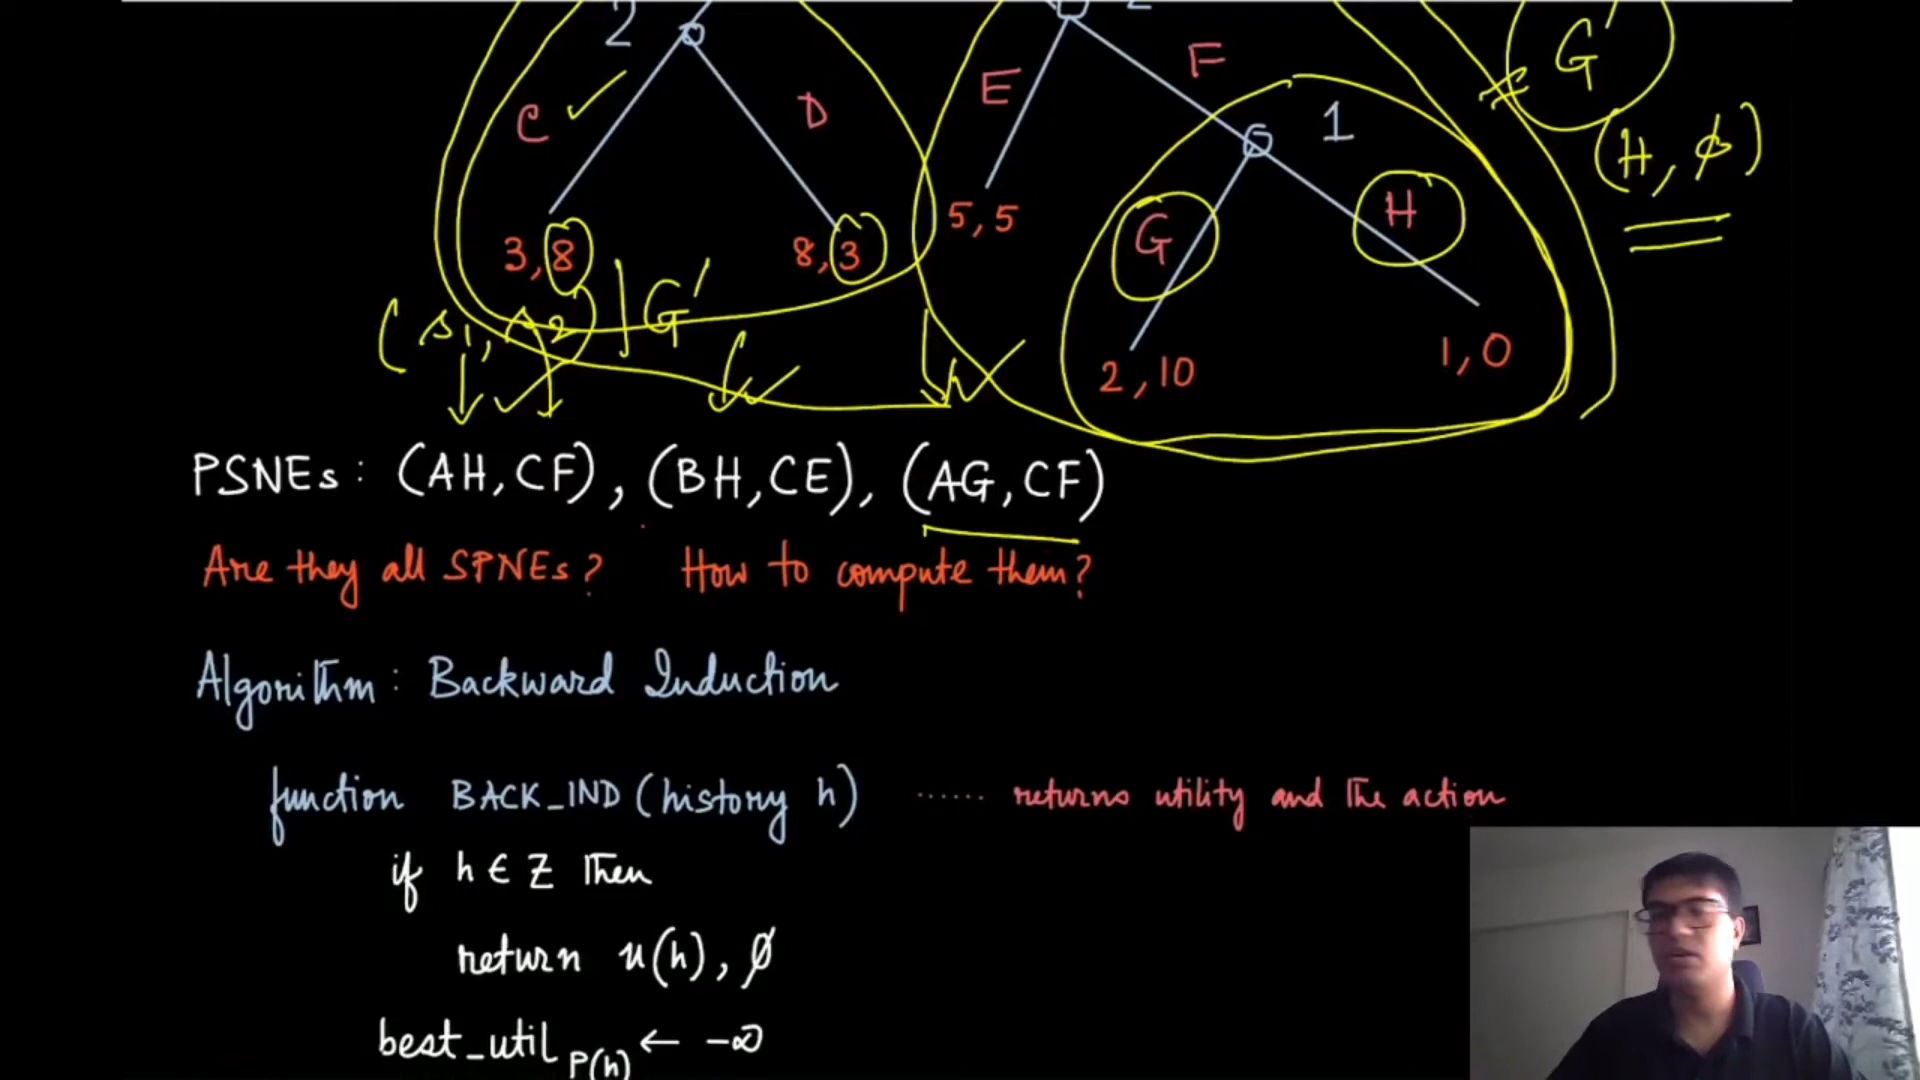 2
F
G'
E
C D
1
(H, ϕ)
H
G
5,5
3,8
8,3
G'
(s1, s2)
2,10
1,0
PSNEs: (AH,CF), (BH,CE), (AG,CF)
Are they all SPNEs? How to compute them?
Algorithm: Backward Induction
function BACK_IND(history h) ...... returns utility and the action
if h ∈ Z then
return u(h), ∅
best_util P(h) ← -∞